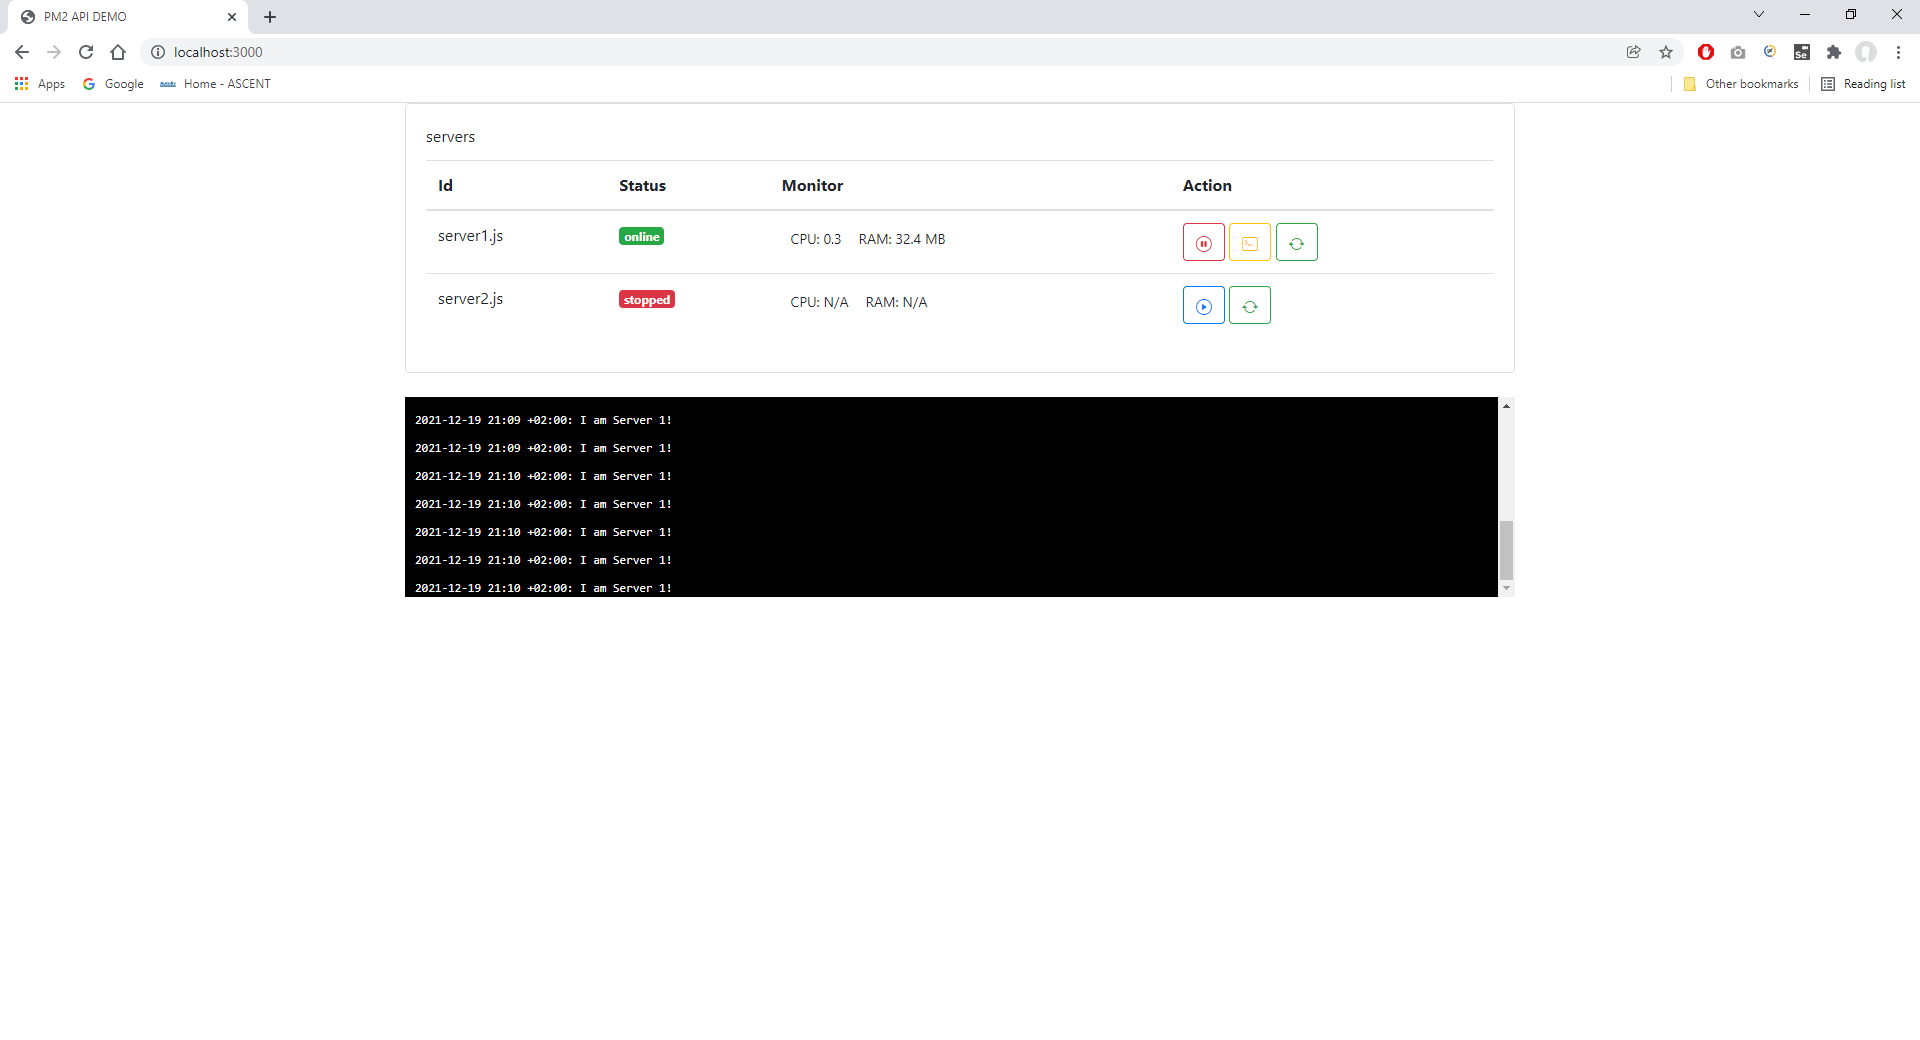 PM2 API DEMO
localhost:3000
Apps Google Home - ASCENT Other bookmarks Reading list
servers
Id Status Monitor Action
server1.js online CPU: 0.3 RAM: 32.4 MB
server2.js stopped CPU: N/A RAM: N/A
2021-12-19 21:09 +02:00: I am Server 1!
2021-12-19 21:09 +02:00: I am Server 1!
2021-12-19 21:10 +02:00: I am Server 1!
2021-12-19 21:10 +02:00: I am Server 1!
2021-12-19 21:10 +02:00: I am Server 1!
2021-12-19 21:10 +02:00: I am Server 1!
2021-12-19 21:10 +02:00: I am Server 1!